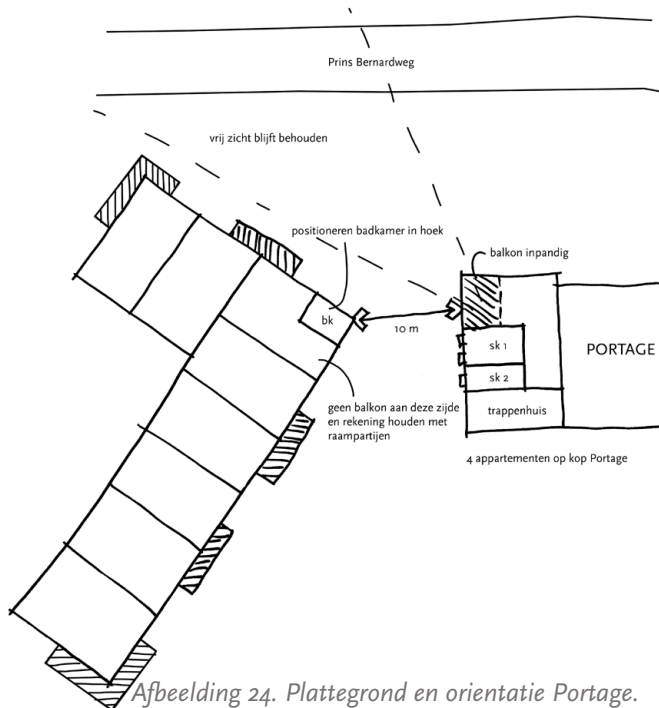 Prins Bernardweg
vrij zicht blijft behouden
positioneren badkamer in hoek
balkon inpandig
bk
10 m
sk 1
PORTAGE
sk 2
geen balkon aan deze zijde
en rekening houden met
raampartijen
trappenhuis
4 appartementen op kop Portage
Afbeelding 24. Plattegrond en orientatie Portage.